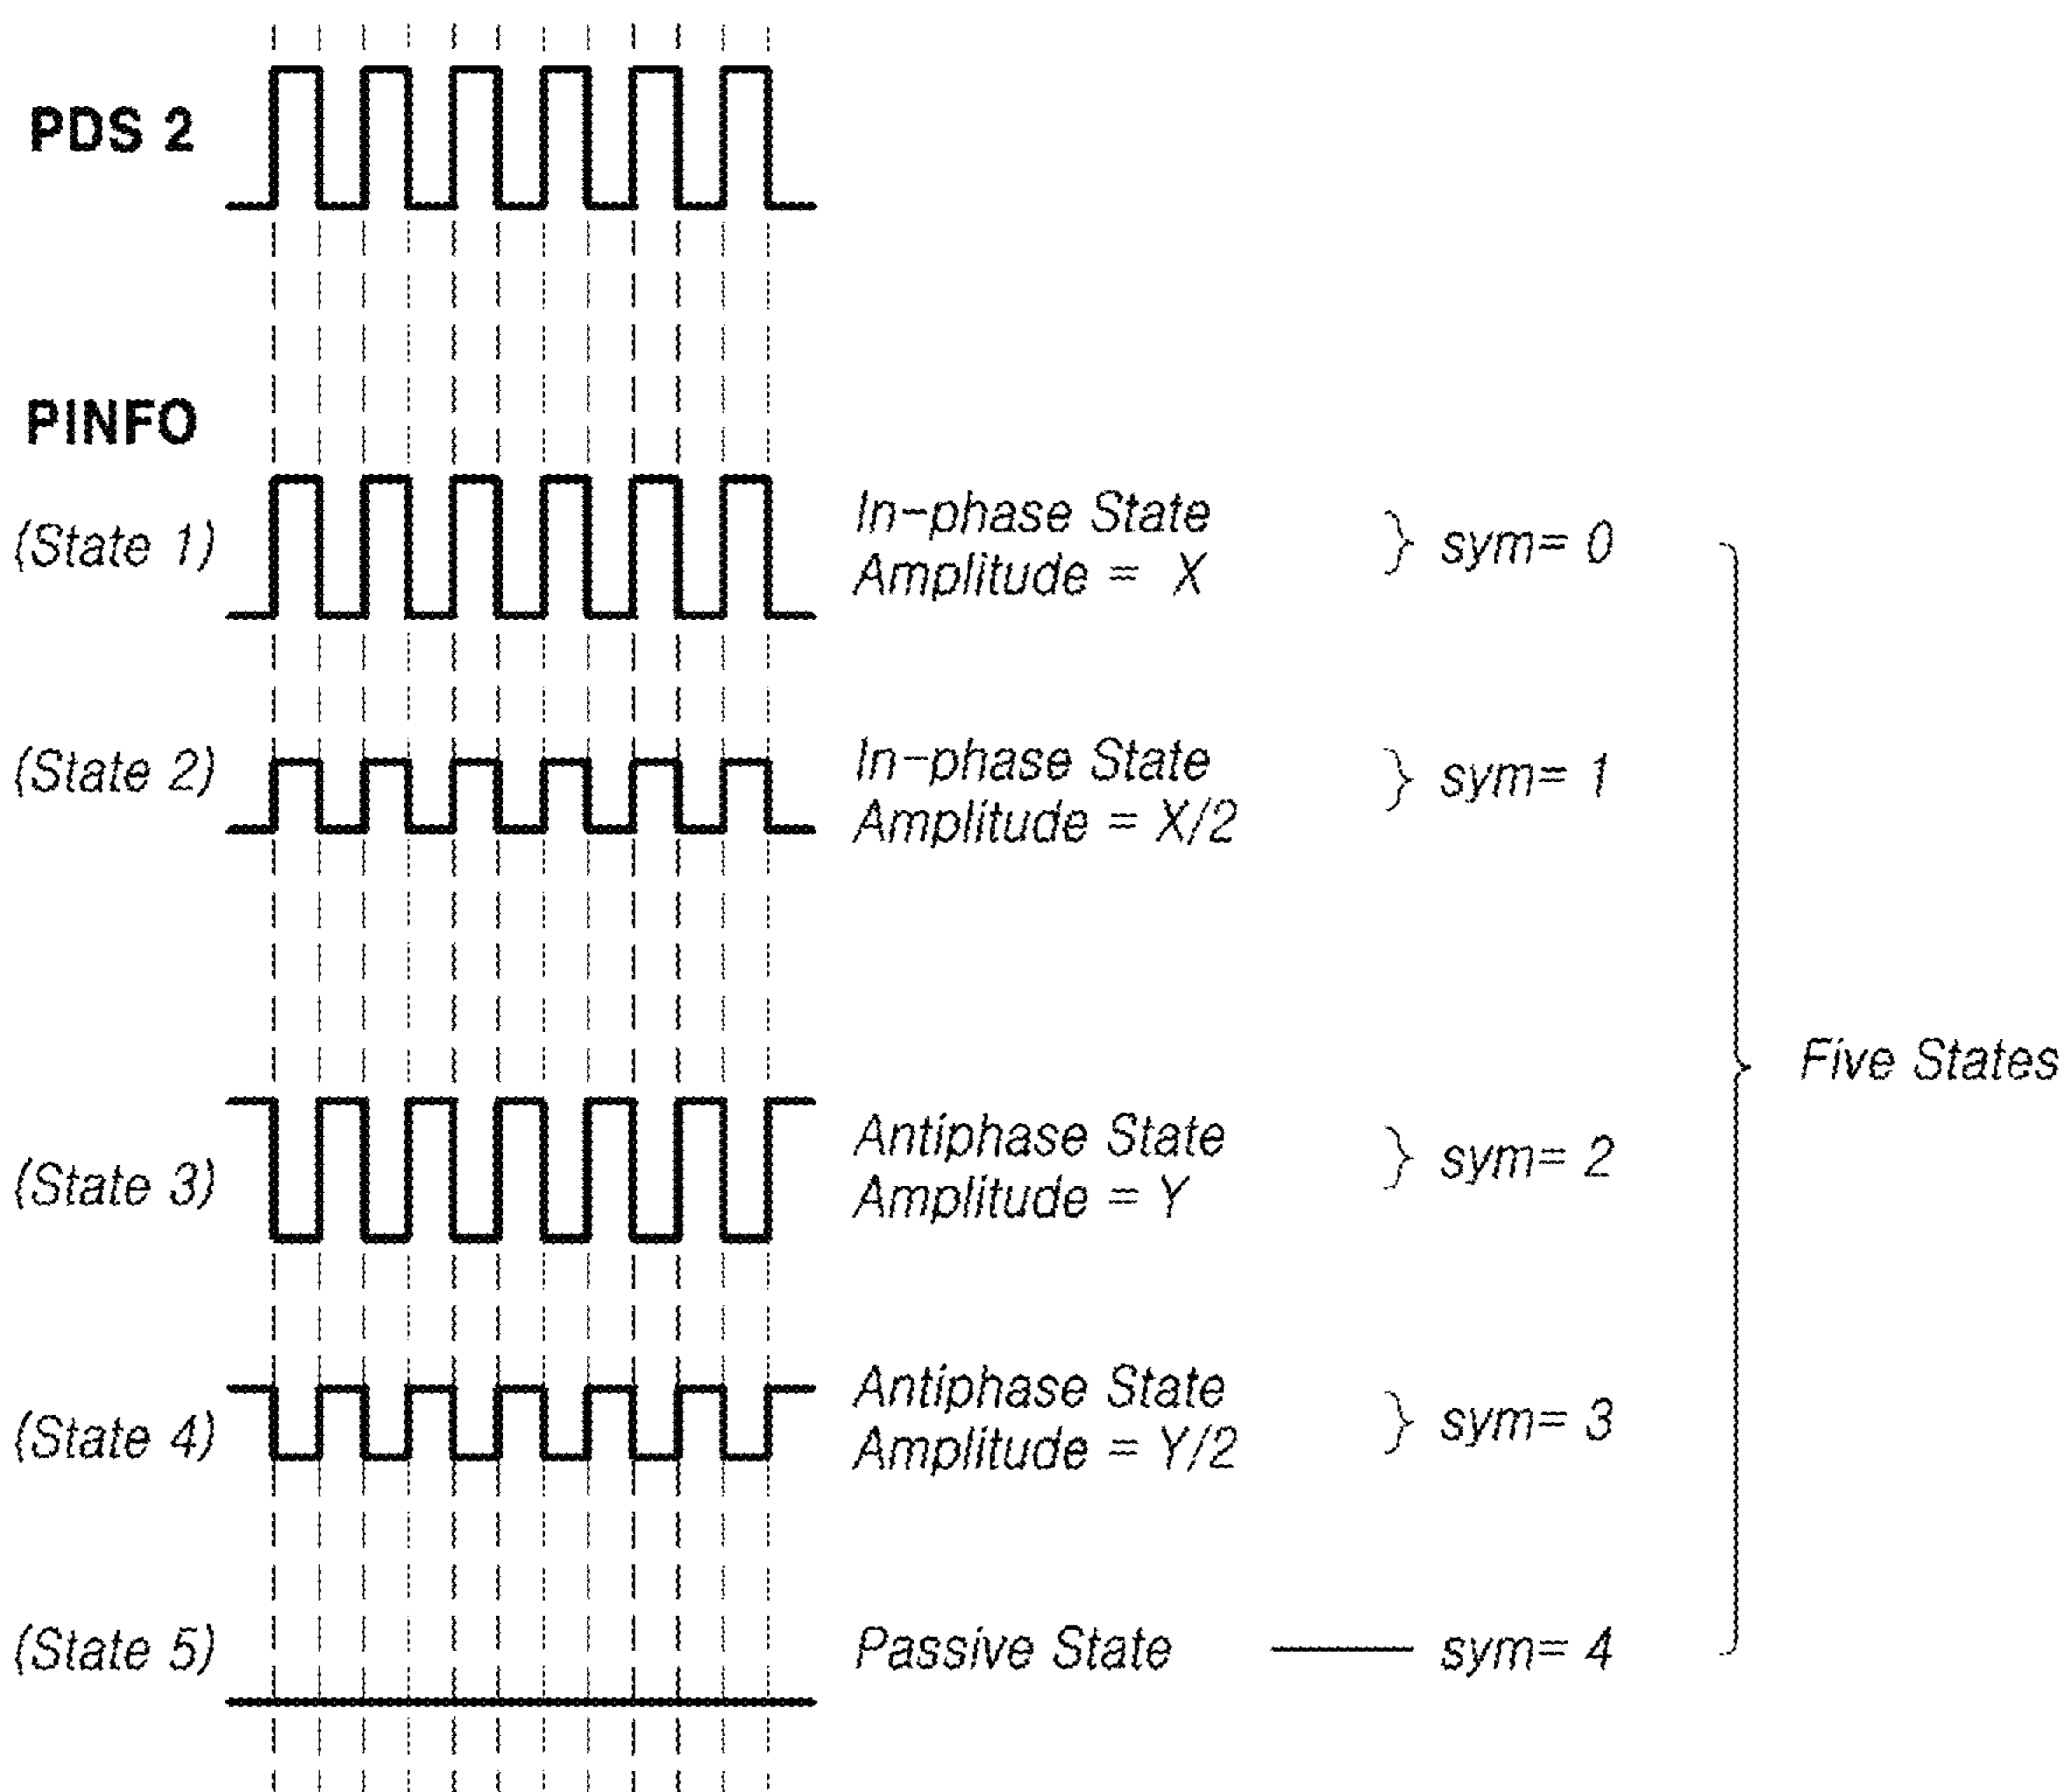 PDS 2
PINFO
(State 1)
In-phase State
Amplitude = X
sym= 0
(State 2)
In-phase State
Amplitude = X/2
sym= 1
Five States
(State 3)
Antiphase State
Amplitude = Y
sym= 2
(State 4)
Antiphase State
Amplitude = Y/2
sym= 3
(State 5)
Passive State
sym= 4